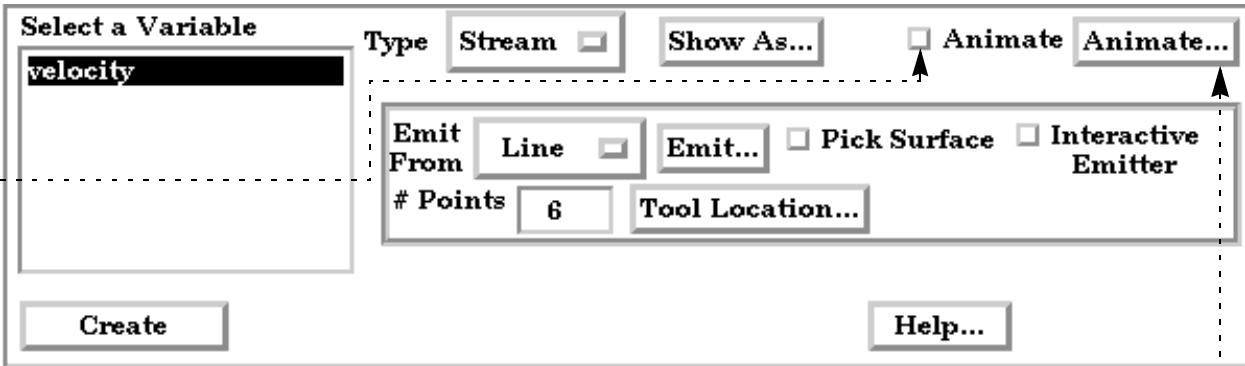 Select a Variable
velocity
Type Stream Show As... Animate Animate...
Emit From Line Emit... Pick Surface Interactive Emitter
# Points 6 Tool Location...
Create Help...